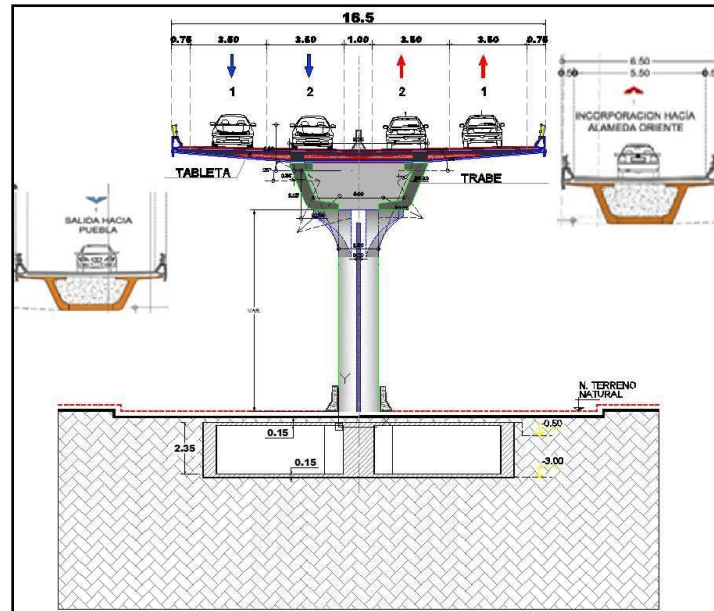 16.5
0.75 3.50 3.50 1.00 3.50 3.50 0.75
1 2 2 1
TABLETA
TRABE
6.50
5.50
INCORPORACION HACÍA
ALAMEDA ORIENTE
SALIDA HACIA
PUEBLA
VAR.
Y
N. TERRENO
NATURAL
0.15
2.35
0.15
-0.50
-3.00